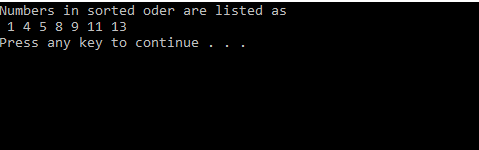 Numbers in sorted oder are listed as
1 4 5 8 9 11 13
Press any key to continue . . .